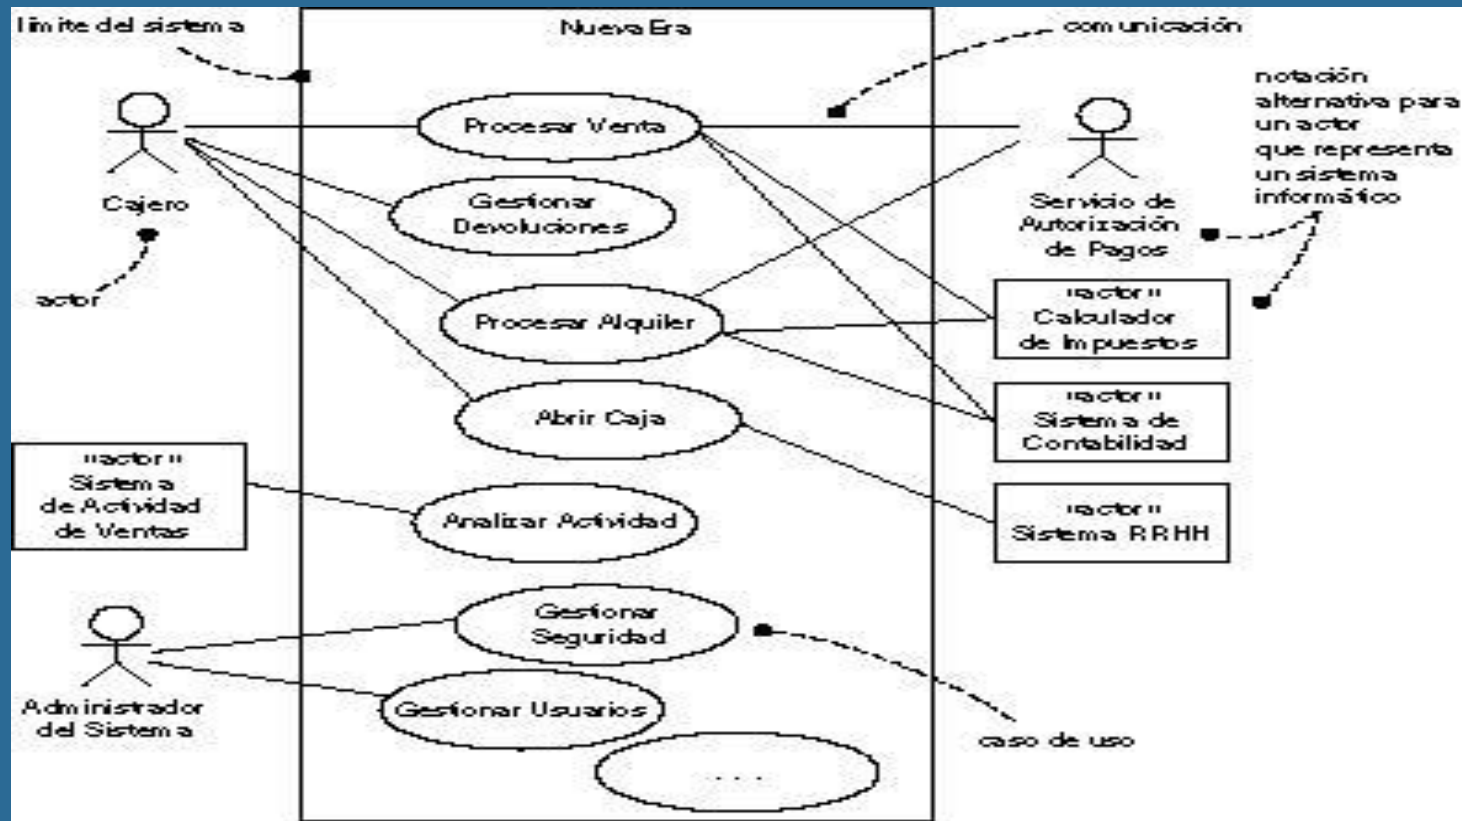 límite del sistema
Nueva Era
comunicación
notación
alternativa para
un actor
que representa
un sistema
informático
Procesar Venta
Cajero
Gestionar
Devoluciones
Servicio de
Autorización
de Pagos
actor
Procesar Alquiler
«actor»
Calculador
de Impuestos
Abrir Caja
«actor»
Sistema de
Contabilidad
«actor»
Sistema
de Actividad
de Ventas
Analizar Actividad
«actor»
Sistema RRHH
Gestionar
Seguridad
Administrador
del Sistema
Gestionar Usuarios
caso de uso
. . .